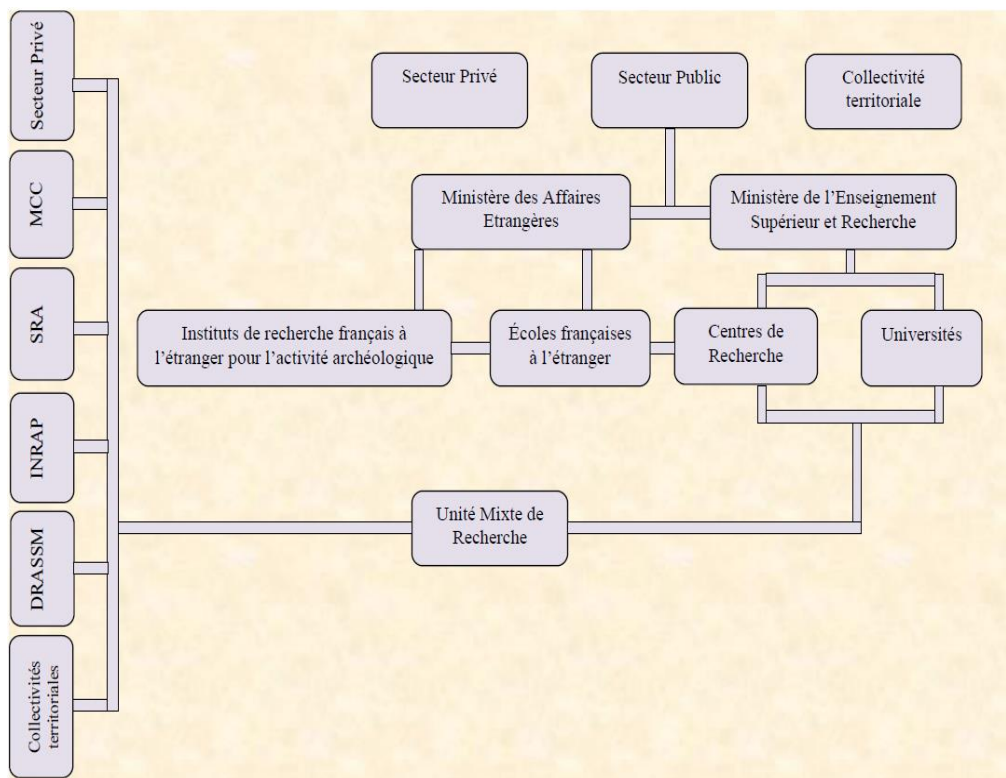 Secteur Privé
MCC
SRA
INRAP
DRASSM
Collectivités
territoriales
Secteur Privé
Secteur Public
Collectivité
territoriale
Ministère des Affaires
Etrangères
Ministère de l’Enseignement
Supérieur et Recherche
Instituts de recherche français à
l’étranger pour l’activité archéologique
Écoles françaises
à l’étranger
Centres de
Recherche
Universités
Unité Mixte de
Recherche